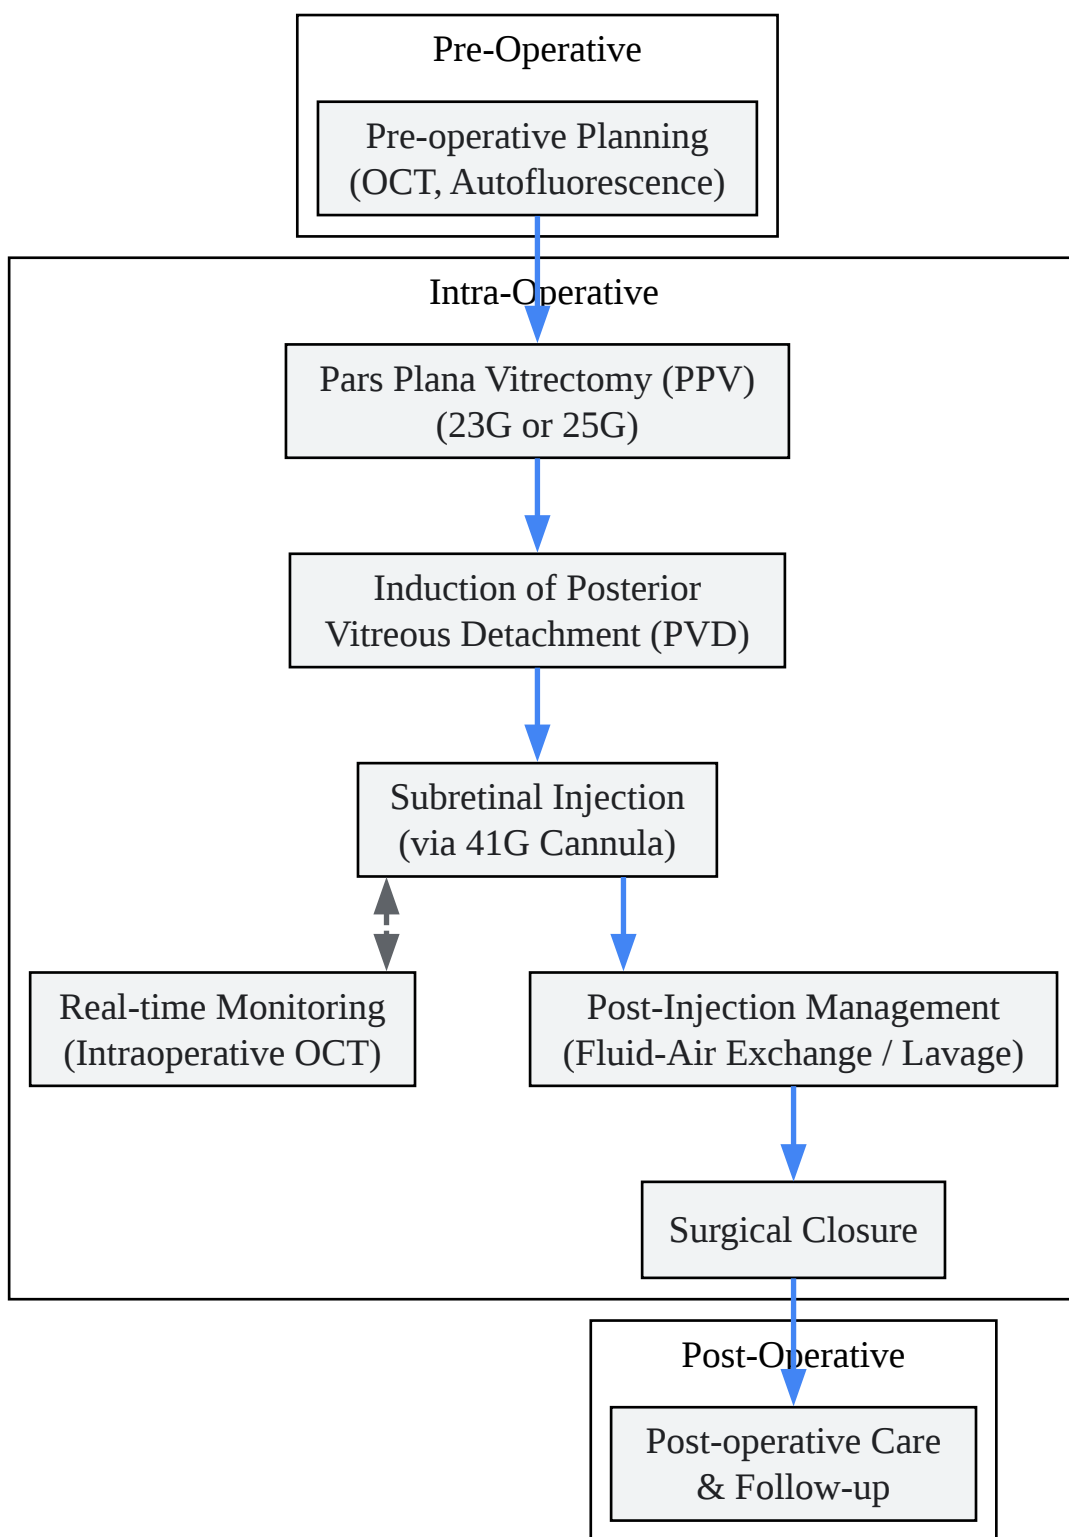 Pre-Operative
Pre-operative Planning
(OCT, Autofluorescence)
Intra-Operative
Pars Plana Vitrectomy (PPV)
(23G or 25G)
Induction of Posterior
Vitreous Detachment (PVD)
Subretinal Injection
(via 41G Cannula)
Real-time Monitoring
(Intraoperative OCT)
Post-Injection Management
(Fluid-Air Exchange / Lavage)
Surgical Closure
Post-Operative
Post-operative Care
& Follow-up